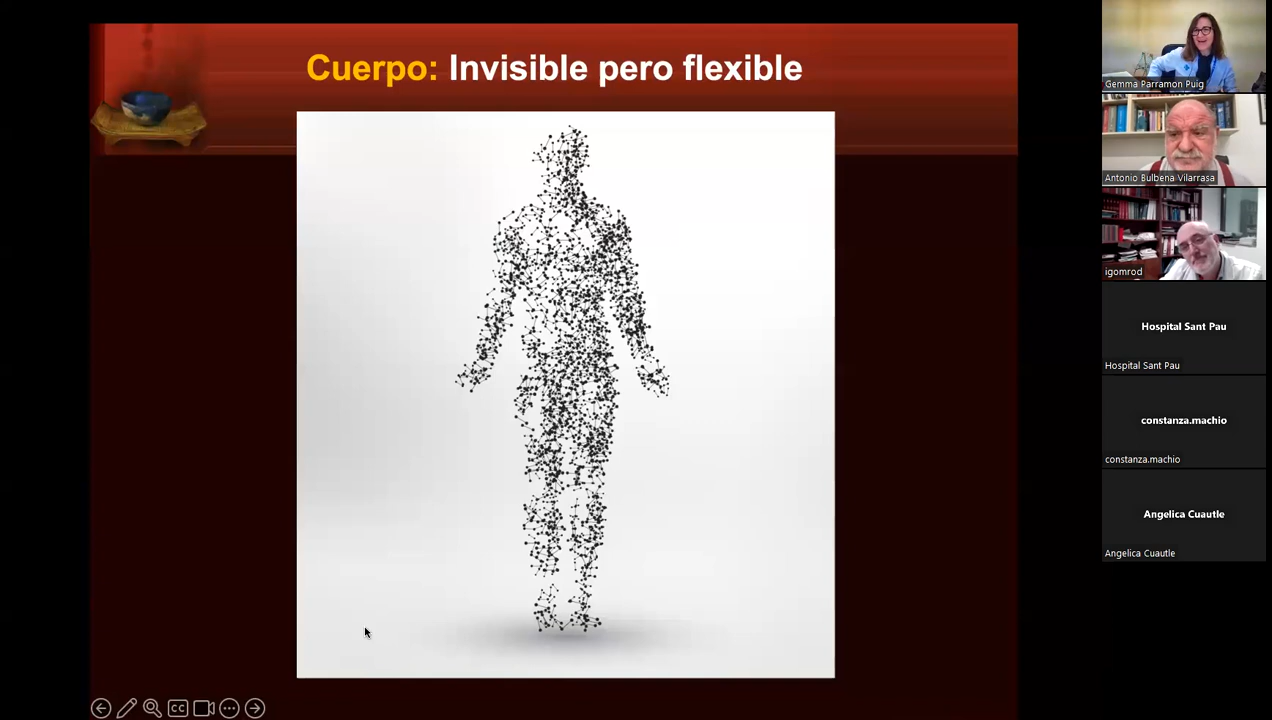 Cuerpo: Invisible pero flexible
Gemma Parramon Puig
Antonio Bulbena Vilarrasa
igomrod
Hospital Sant Pau
Hospital Sant Pau
constanza.machio
constanza.machio
Angelica Cuautle
Angelica Cuautle
CC